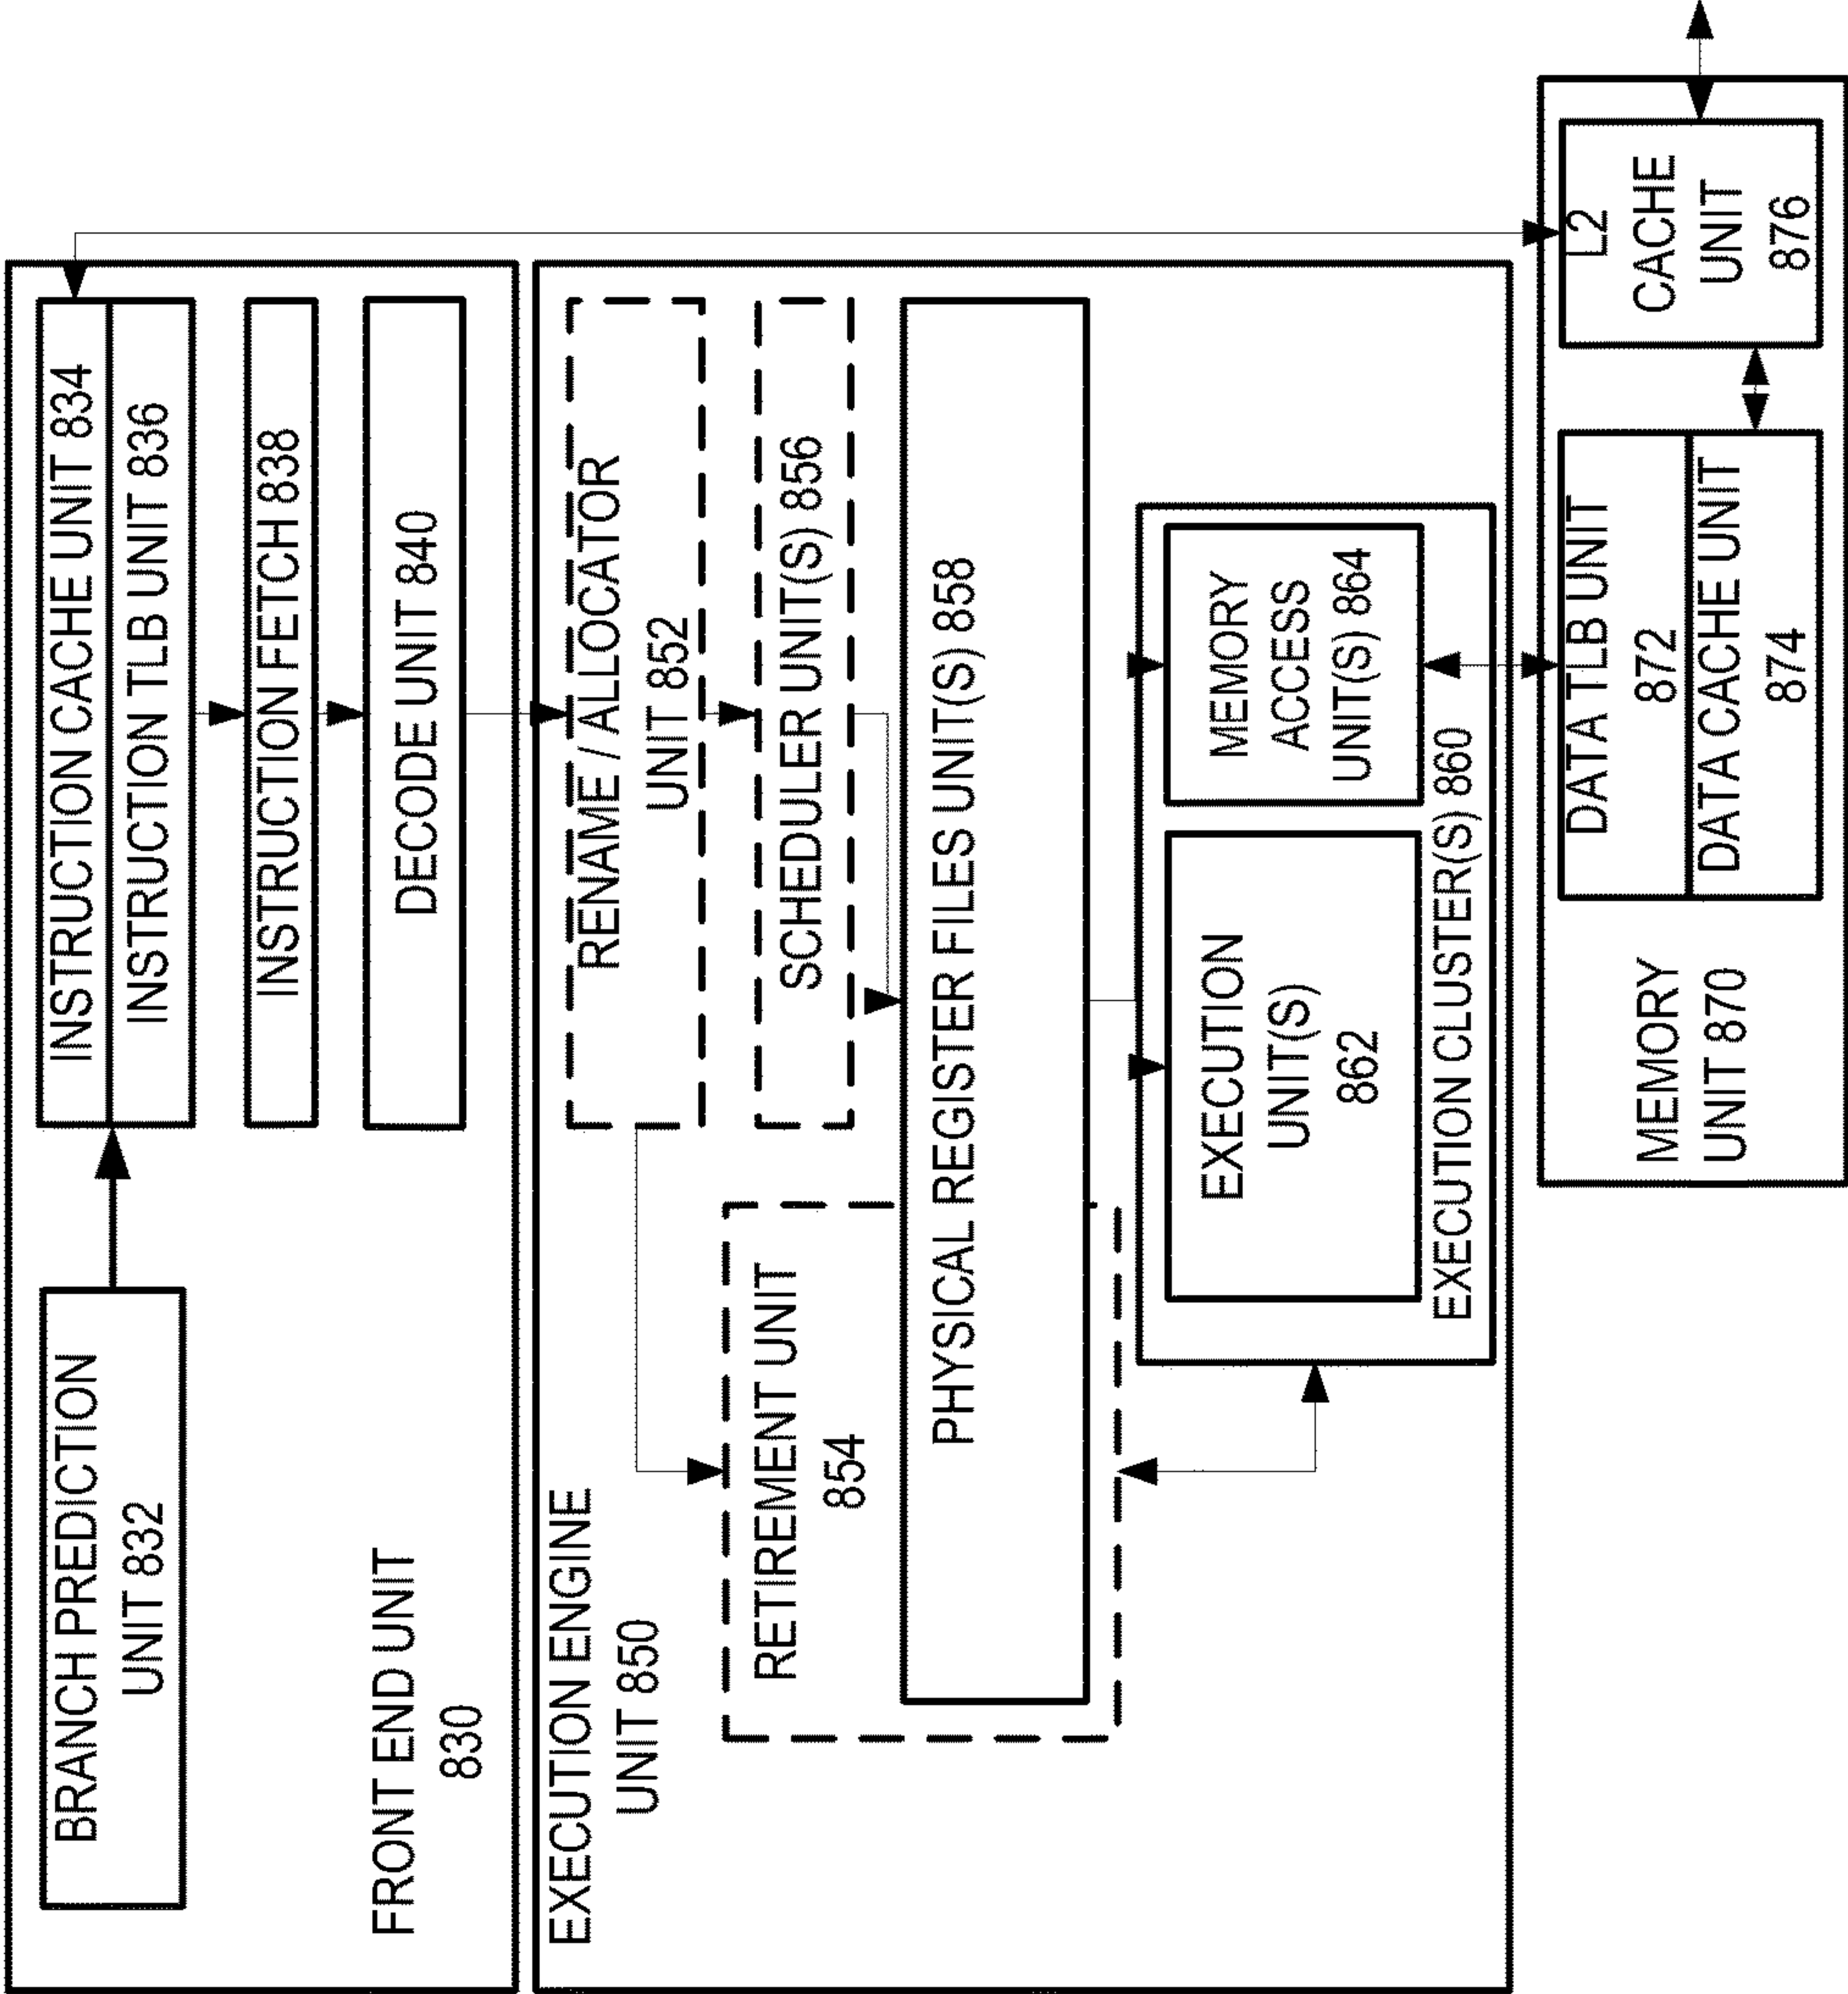 BRANCH PREDICTION
UNIT 832
INSTRUCTION CACHE UNIT 834
INSTRUCTION TLB UNIT 836
INSTRUCTION FETCH 838
DECODE UNIT 840
FRONT END UNIT
830
EXECUTION ENGINE
UNIT 850
RENAME / ALLOCATOR
UNIT 852
RETIREMENT UNIT
854
SCHEDULER UNIT(S) 856
PHYSICAL REGISTER FILES UNIT(S) 858
EXECUTION
UNIT(S)
862
MEMORY
ACCESS
UNIT(S) 864
EXECUTION CLUSTER(S) 860
MEMORY
UNIT 870
DATA TLB UNIT
872
DATA CACHE UNIT
874
L2
CACHE
UNIT
876